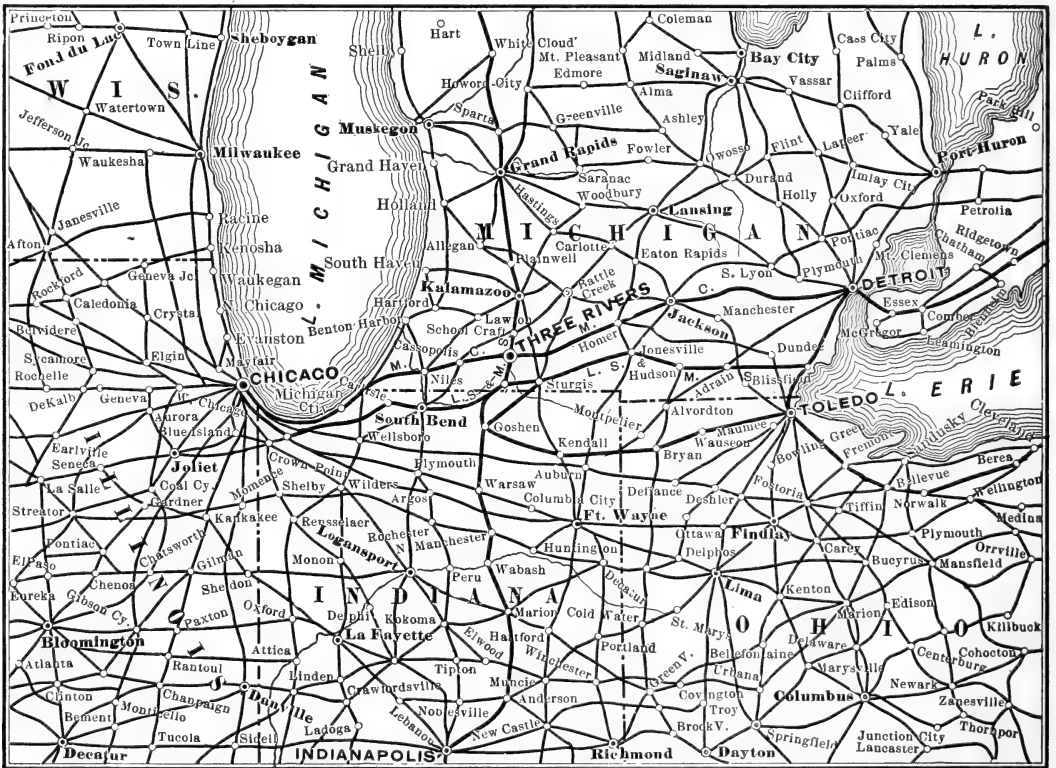 Princeton
Ripon
Fond du Lac
Town Line
Sheboygan
Hart
Shelby
White Cloud
Coleman
Mt. Pleasant
Midland
Edmore
Bay City
Saginaw
Cass City
Palms
L.
HURON
W I S.
Watertown
Jefferson Jc.
Waukesha
Milwaukee
L. MICHIGAN
Howard City
Sparta
Muskegon
Alma
Vassar
Clifford
Park Hill
Greenville
Ashley
Yale
Grand Haven
Grand Rapids
Fowler
Owosso
Flint
Lapeer
Port Huron
Saranac
Woodbury
Durand
Imlay City
Janesville
Racine
Holland
Hastings
Lansing
Holly
Oxford
Petrolia
Afton
Kenosha
Allegan
M I C H I G A N
Carlotte
Eaton Rapids
Pontiac
Mt. Clemens
Chatham
Ridgetown
Rockford
Geneva Jc.
Waukegan
South Haven
Plainwell
S. Lyon
Plymouth
DETROIT
Caledonia
N. Chicago
Kalamazoo
Battle Creek
Essex
Comber
Blenheim
Crystal
Hartford
Lawton
THREE RIVERS
M. C.
Jackson
Manchester
Belvidere
Evanston
Benton Harbor
School Craft
Homer
McGregor
Leamington
Sycamore
Elgin
Mayfair
Cassopolis
Jonesville
Dundee
Rochelle
CHICAGO
M. C.
Niles
L. S. & M. S.
Sturgis
L. S. & M.
Hudson
Adrain
Blissfield
L. ERIE
DeKalb
Geneva
W. Chicago
Michigan Cti.
Carlisle
South Bend
Montpelier
Alvordton
TOLEDO
Sandusky
Cleveland
Aurora
Blue Island
Goshen
Maumee
Wauseon
Bowling Green
Fremont
Earlville
Wellsboro
Kendall
Bryan
Seneca
Joliet
Crown Point
Plymouth
Auburn
Bellevue
Berea
La Salle
Coal Cy.
Gardner
Momence
Shelby
Wilders
Argos
Warsaw
Columbia City
Defiance
Deshler
Fostoria
Wellington
Streator
Kankakee
Rensselaer
Ft. Wayne
Tiffin
Norwalk
Medina
Pontiac
Chatsworth
Logansport
Rochester
N. Manchester
Huntington
Ottawa
Findlay
Plymouth
Delphos
Carey
Orrville
El Paso
Chenoa
Gilman
Monon
Peru
Wabash
Decatur
Bucyrus
Mansfield
Eureka
Gibson Cy.
Sheldon
I N D I A N A
Lima
Kenton
I L L I N O I S
Paxton
Oxford
Delphi
Kokoma
Marion
Cold Water
St. Marys
Marion
Edison
O H I O
Killbuck
Bloomington
La Fayette
Elwood
Hartford
Portland
Bellefontaine
Delaware
Centerburg
Cohocton
Atlanta
Rantoul
Attica
Tipton
Winchester
Urbana
Marysville
Linden
Crawfordsville
Muncie
Green V.
Newark
Clinton
Chanpaign
Danville
Anderson
Covington
Columbus
Zanesville
Bement
Monticello
Noblesville
Troy
Lebanon
Ladoga
New Castle
Brook V.
Springfield
Junction City
Thornpor
Decatur
Tucola
Sidell
INDIANAPOLIS
Richmond
Dayton
Lancaster